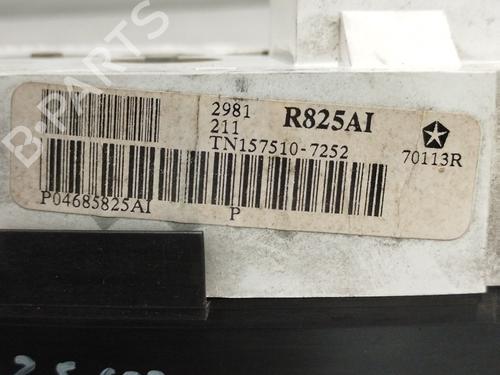 B-PARTS
2981
R825AI
211
TN157510-7252
70113R
P04685825AI
P